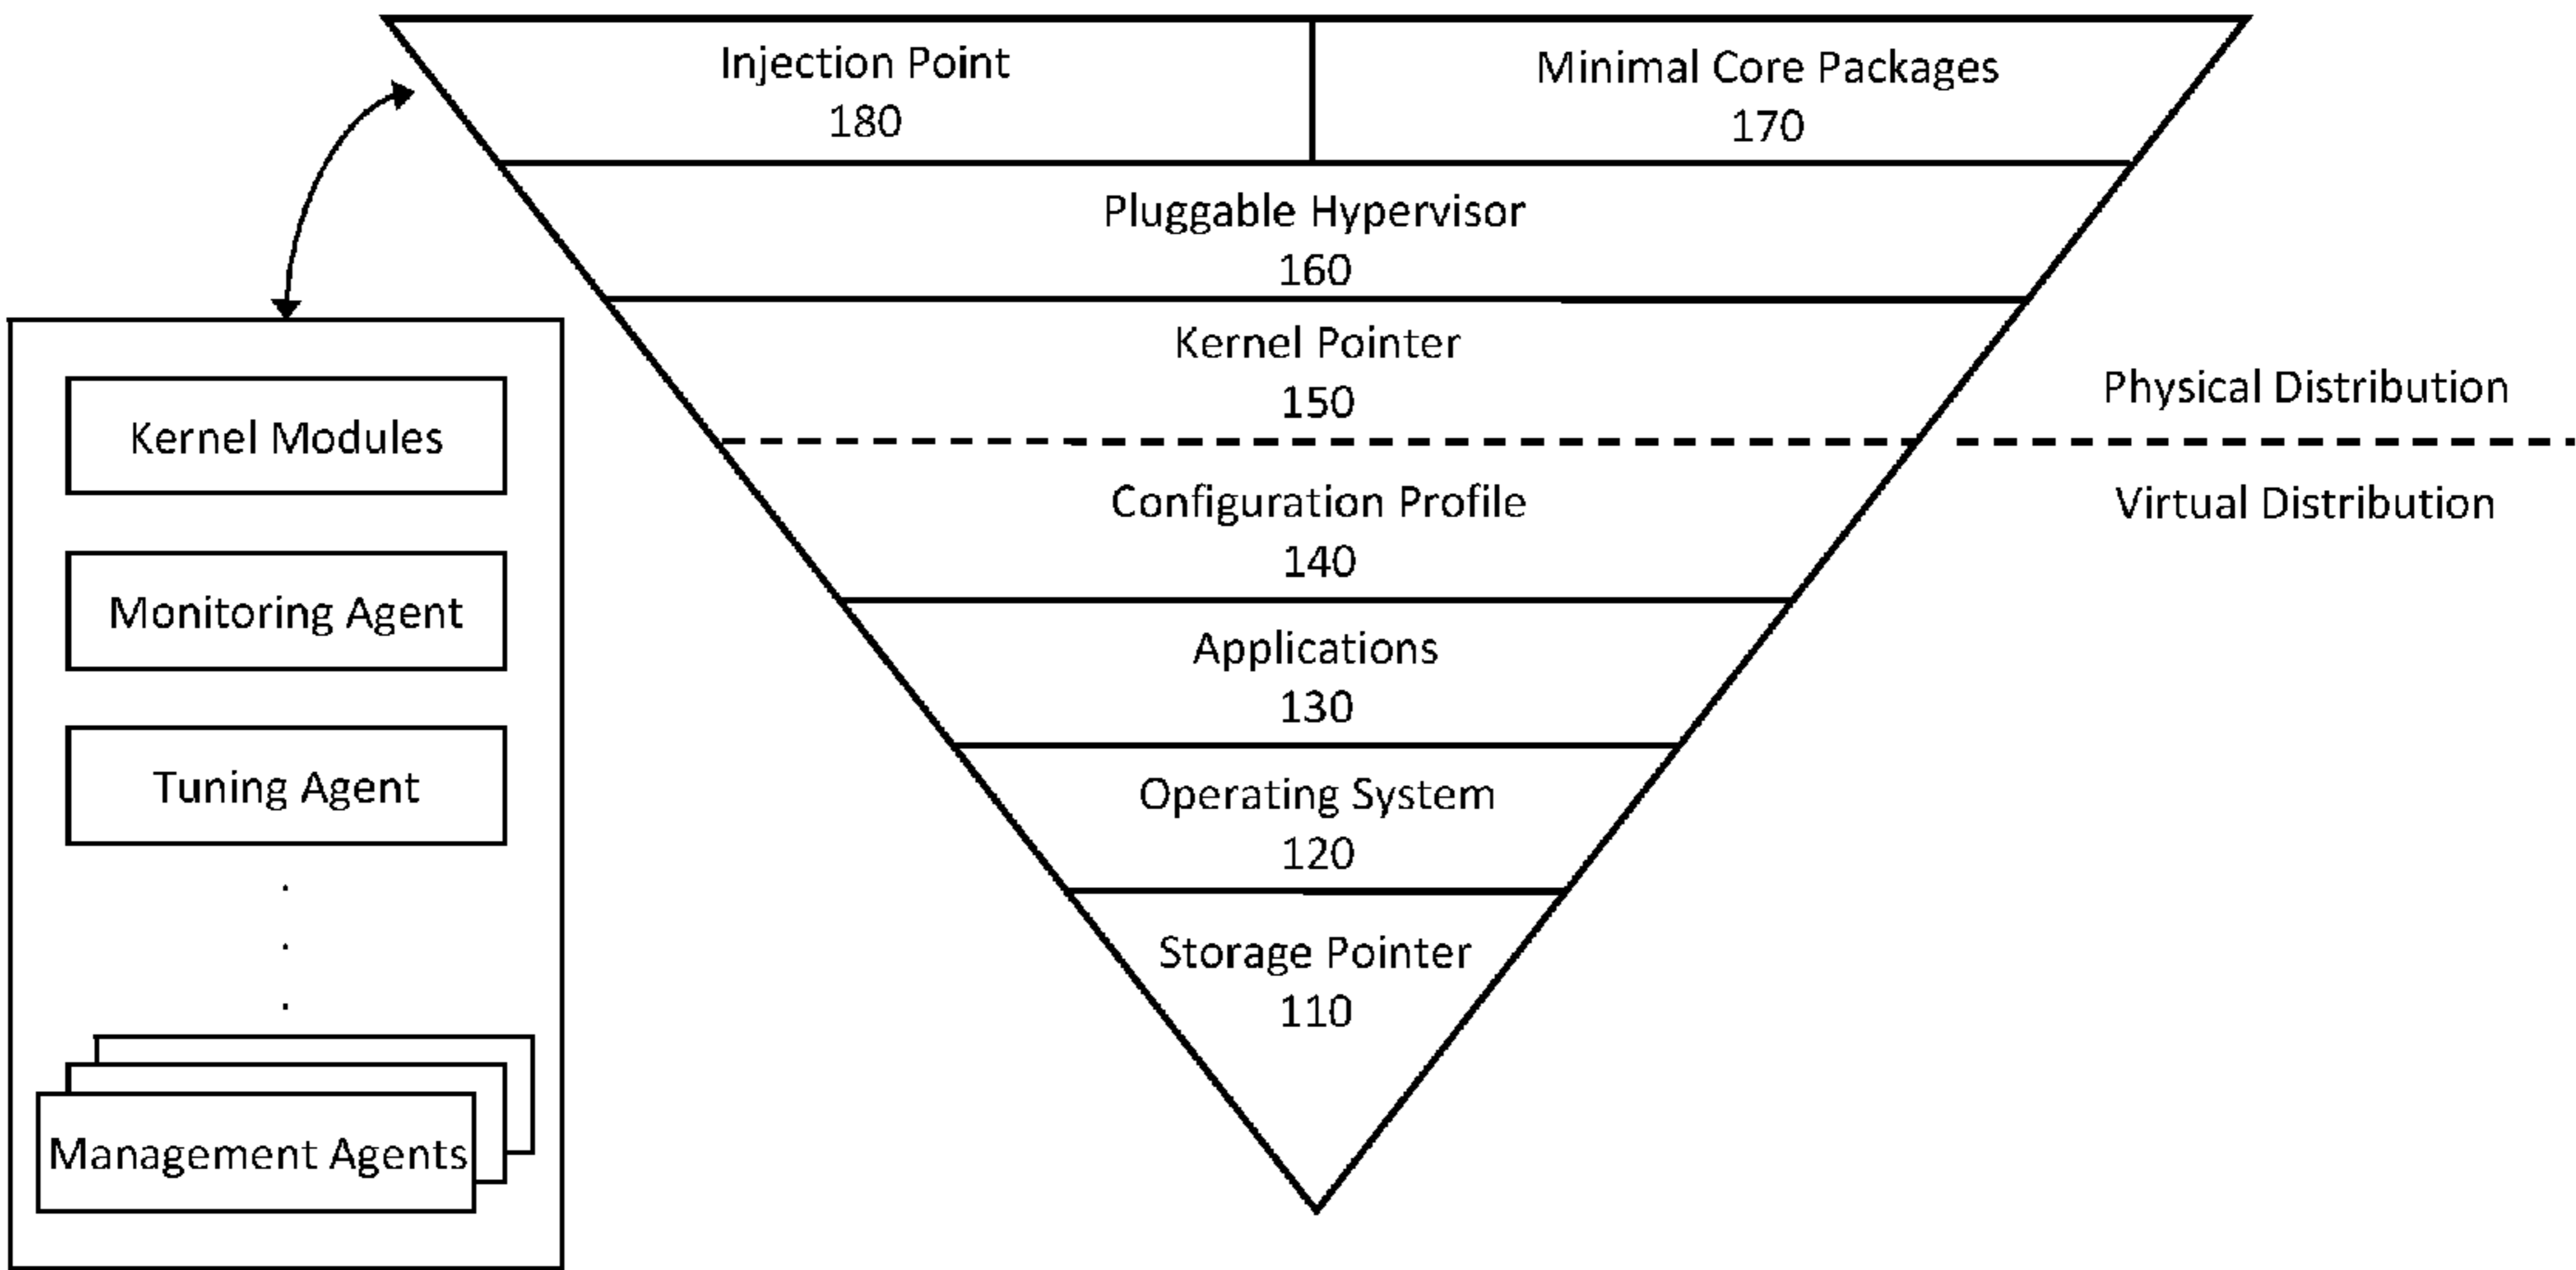 Injection Point
180
Minimal Core Packages
170
Pluggable Hypervisor
160
Kernel Pointer
150
Physical Distribution
Virtual Distribution
Configuration Profile
140
Applications
130
Operating System
120
Storage Pointer
110
Kernel Modules
Monitoring Agent
Tuning Agent
.
.
.
Management Agents